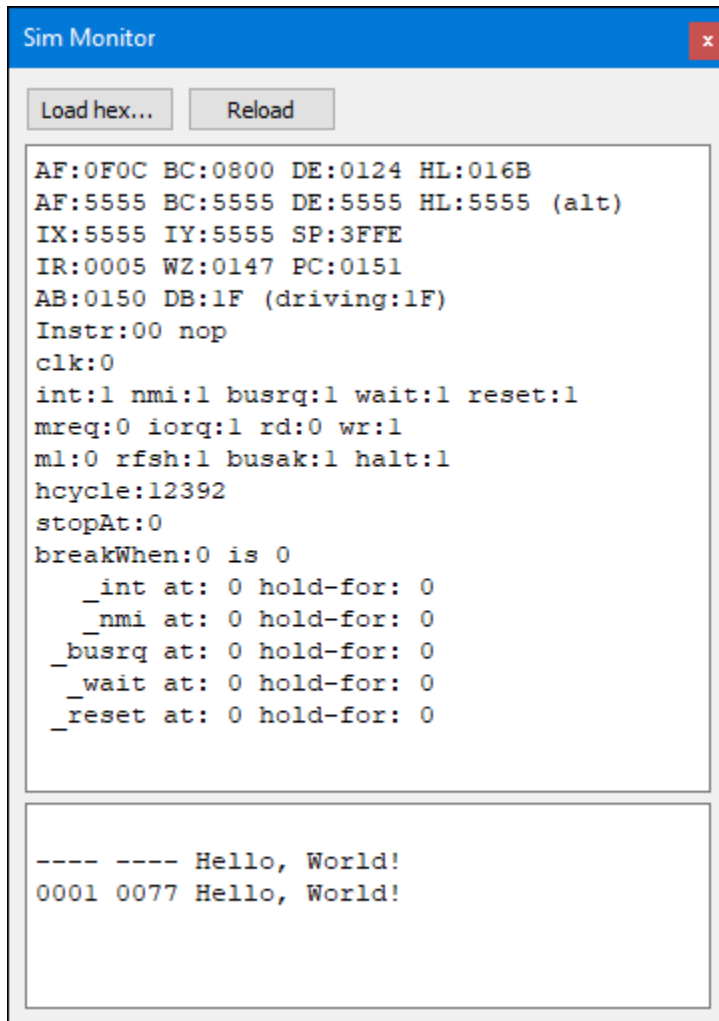 Sim Monitor
x
Load hex... Reload
AF:0F0C BC:0800 DE:0124 HL:016B
AF:5555 BC:5555 DE:5555 HL:5555 (alt)
IX:5555 IY:5555 SP:3FFE
IR:0005 WZ:0147 PC:0151
AB:0150 DB:1F (driving:1F)
Instr:00 nop
clk:0
int:1 nmi:1 busrq:1 wait:1 reset:1
mreq:0 iorq:1 rd:0 wr:1
m1:0 rfsh:1 busak:1 halt:1
hcycle:12392
stopAt:0
breakWhen:0 is 0
_int at: 0 hold-for: 0
_nmi at: 0 hold-for: 0
_busrq at: 0 hold-for: 0
_wait at: 0 hold-for: 0
_reset at: 0 hold-for: 0
---- ---- Hello, World!
0001 0077 Hello, World!